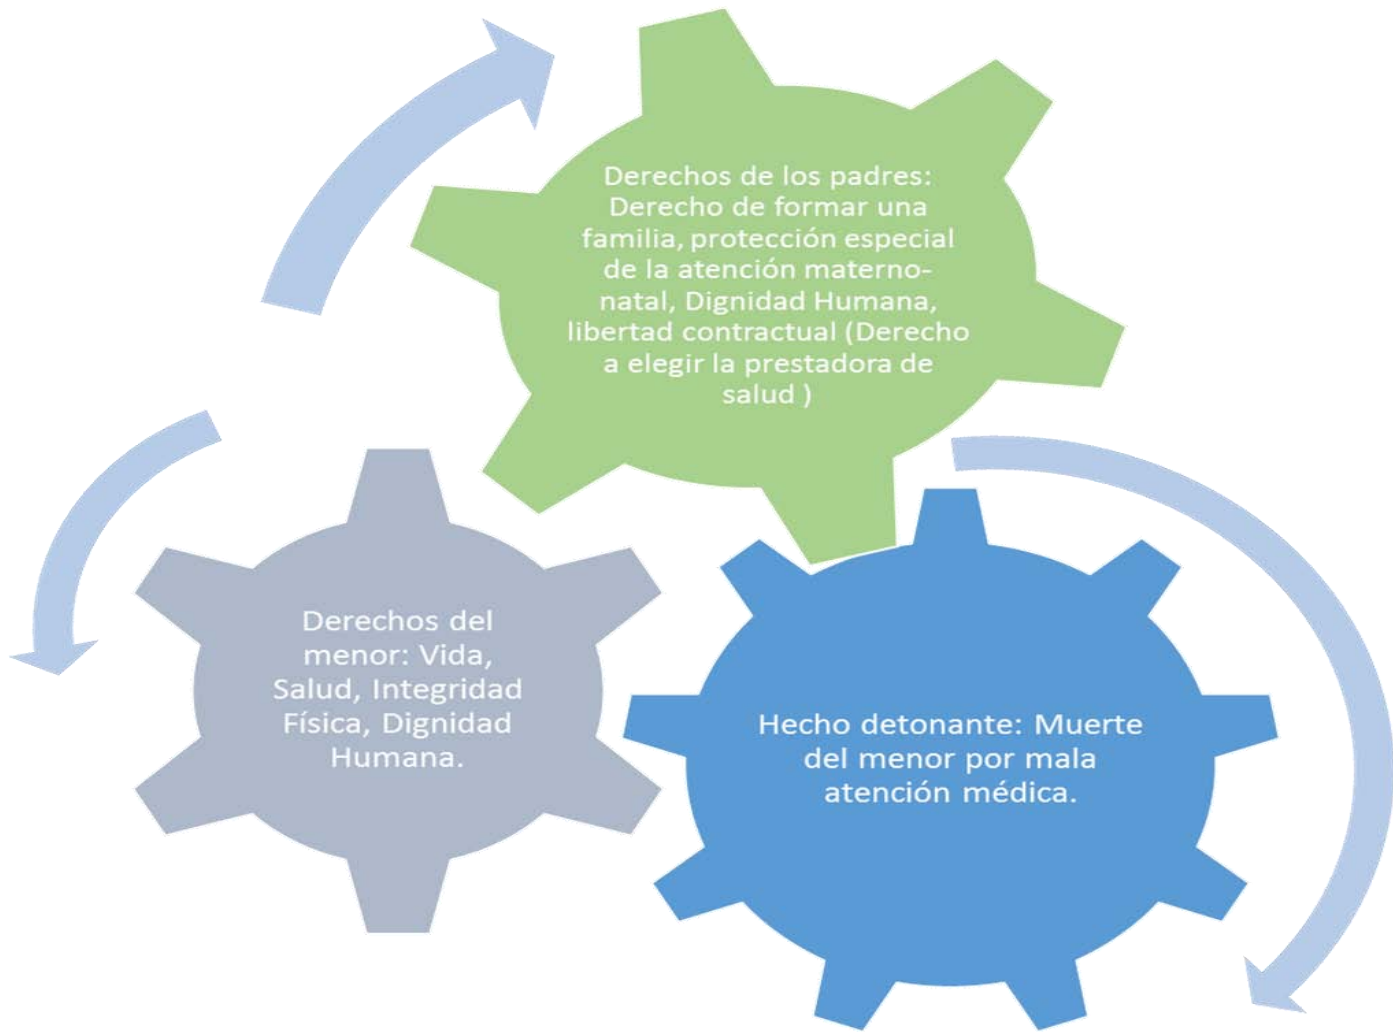 Derechos de los padres:
Derecho de formar una
familia, protección especial
de la atención materno-
natal, Dignidad Humana,
libertad contractual (Derecho
a elegir la prestadora de
salud )
Derechos del
menor: Vida,
Salud, Integridad
Física, Dignidad
Humana.
Hecho detonante: Muerte
del menor por mala
atención médica.